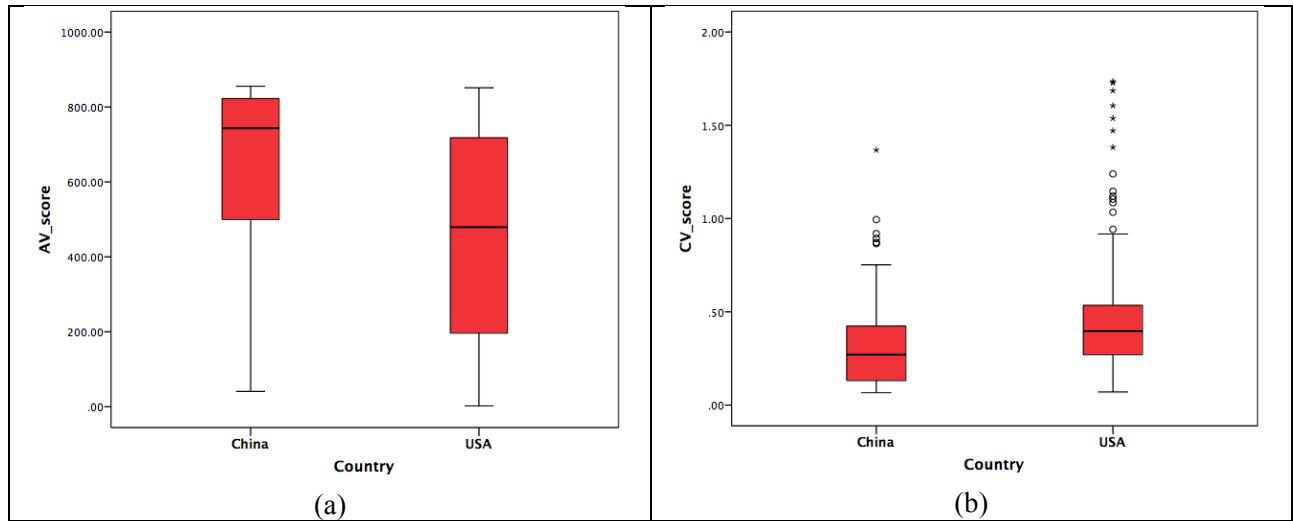 1000.00
800.00
600.00
400.00
200.00
.00
AV_score
China USA
Country
(a)
2.00
1.50
1.00
.50
.00
CV_score
China USA
Country
(b)